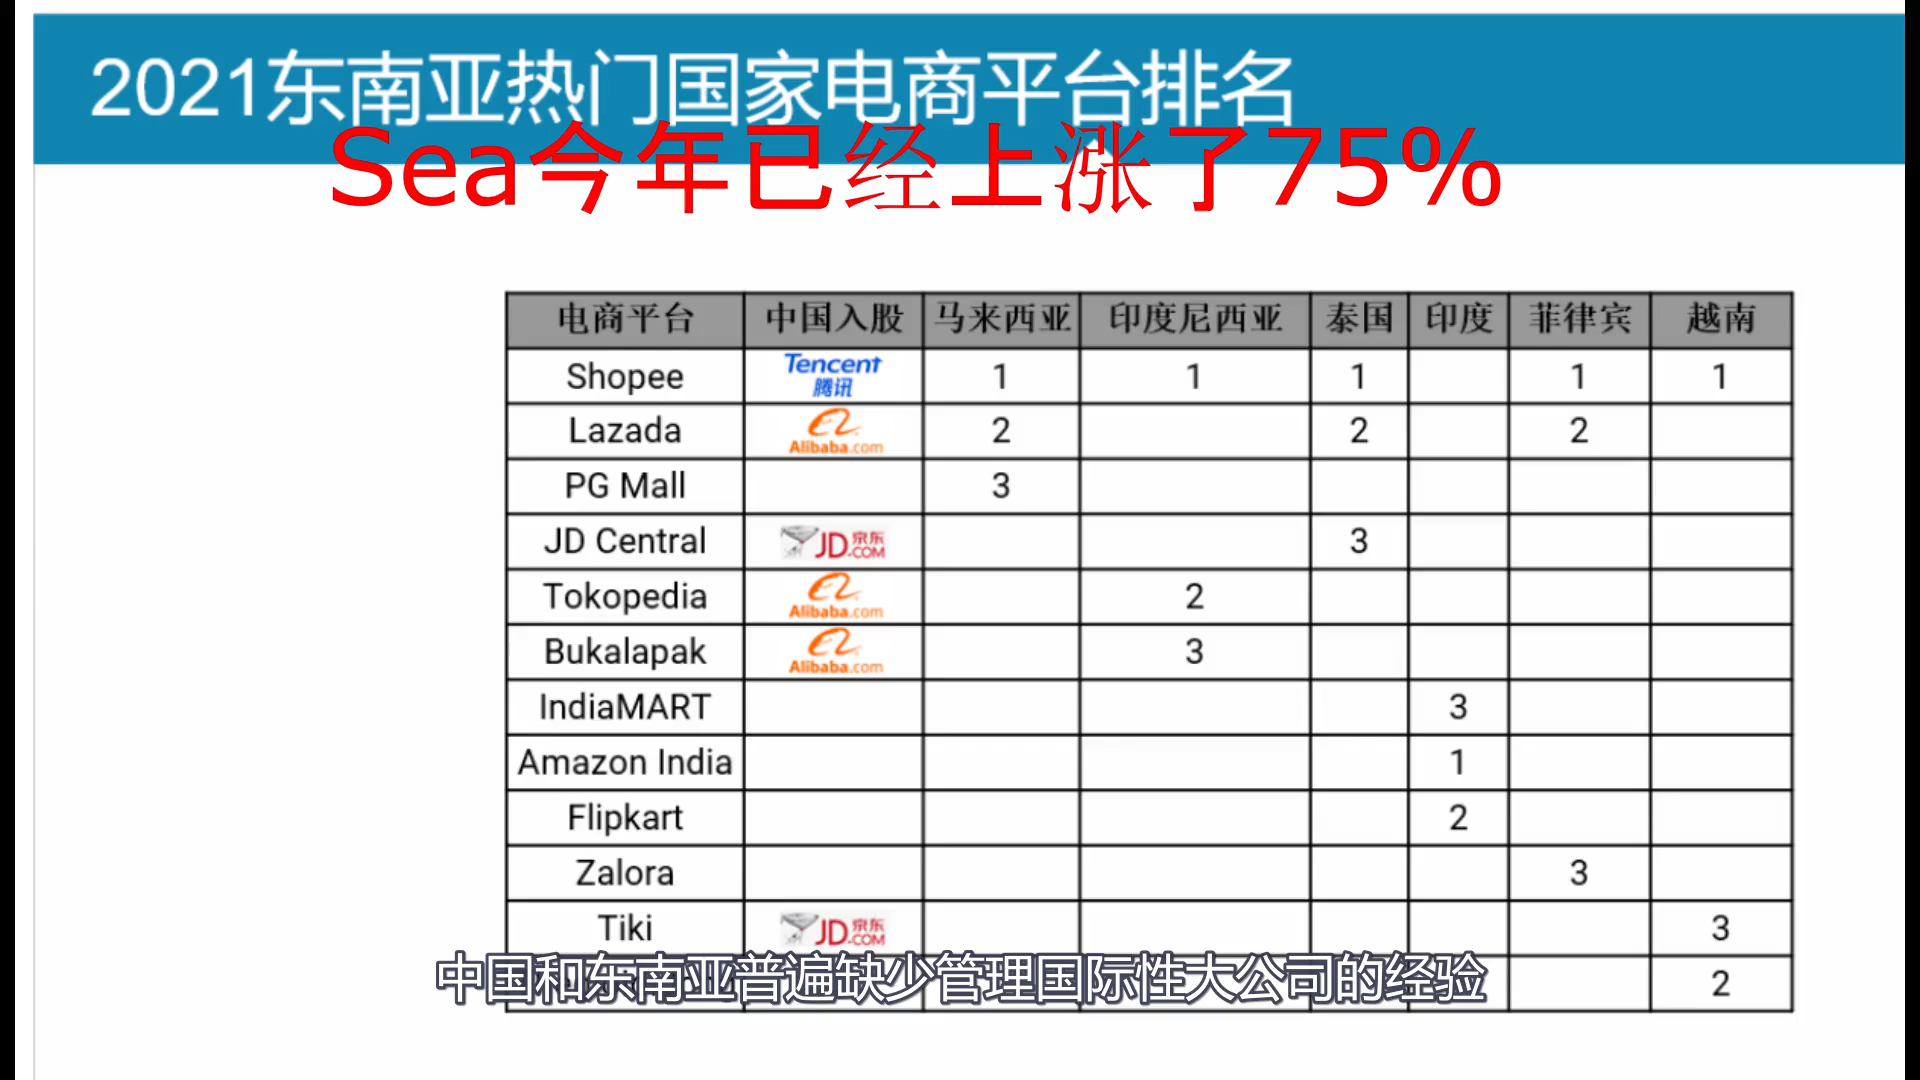 2021东南亚热门国家电商平台排名
Sea今年已经上涨了75%
电商平台 中国入股 马来西亚 印度尼西亚 泰国 印度 菲律宾 越南
Shopee Tencent 腾讯 1 1 1 1 1
Lazada Alibaba.com 2 2 2
PG Mall 3
JD Central JD.COM 京东 3
Tokopedia Alibaba.com 2
Bukalapak Alibaba.com 3
IndiaMART 3
Amazon India 1
Flipkart 2
Zalora 3
Tiki JD.COM 京东 3
2
中国和东南亚普遍缺少管理国际性大公司的经验